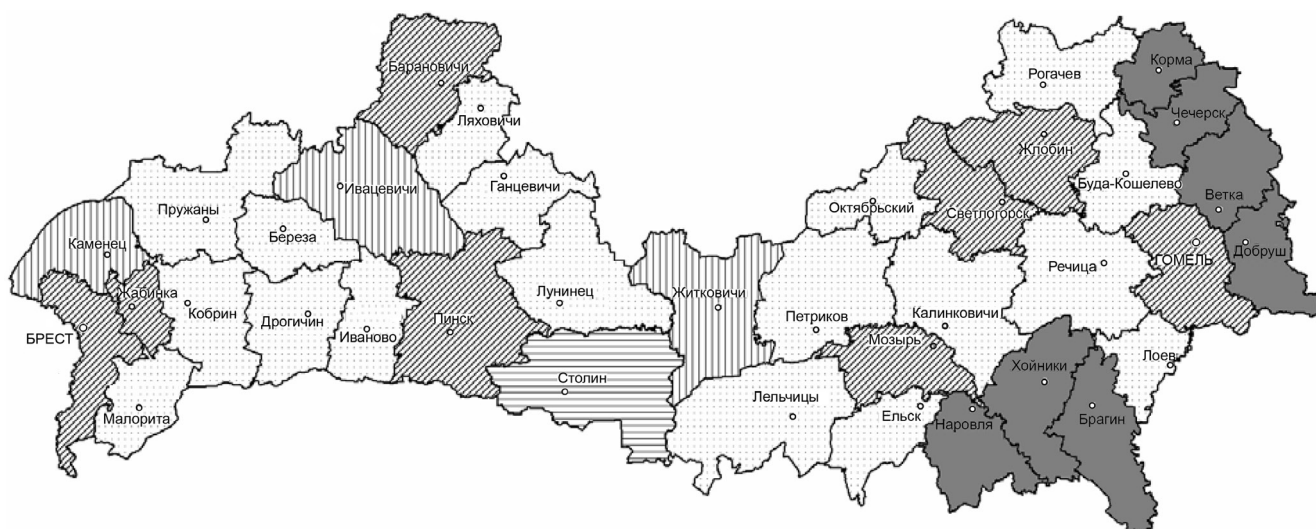 Барановичи
Ляховичи
Ивацевичи
Ганцевичи
Пружаны
Береза
Каменец
Жабинка
Кобрин
Дрогичин
Иваново
Пинск
Лунинец
БРЕСТ
Малорита
Столин
Житковичи
Рогачев
Корма
Чечерск
Жлобин
Буда-Кошелево
Ветка
Октябрьский
Светлогорск
Речица
ГОМЕЛЬ
Добруш
Петриков
Калинковичи
Мозырь
Лоев
Хойники
Лельчицы
Ельск
Наровля
Брагин